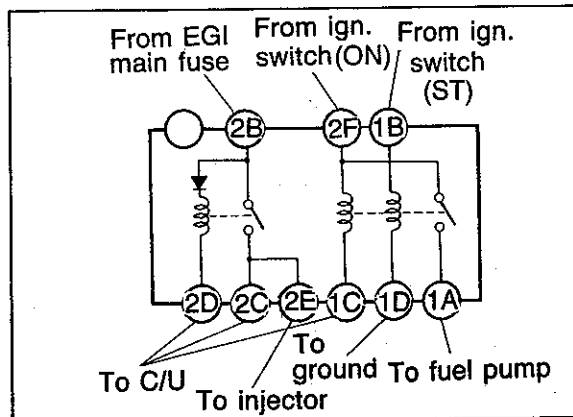 From EGI
main fuse
From ign.
switch(ON)
From ign.
switch
(ST)
2B
2F
1B
2D
2C
2E
1C
1D
1A
To C/U
To injector
To
ground
To fuel pump